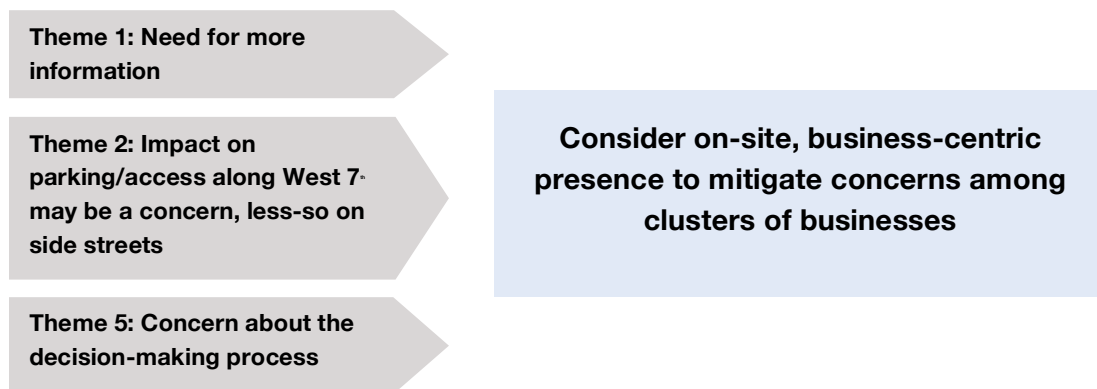 Theme 1: Need for more
information
Theme 2: Impact on
parking/access along West 7th
may be a concern, less-so on
side streets
Theme 5: Concern about the
decision-making process
Consider on-site, business-centric
presence to mitigate concerns among
clusters of businesses